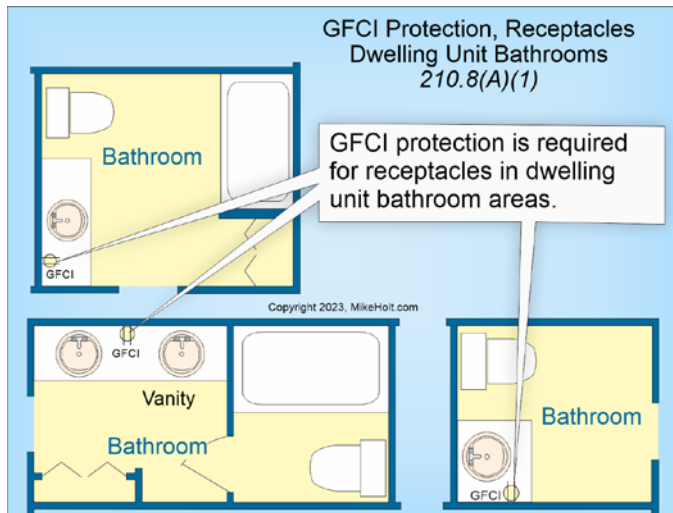 GFCI Protection, Receptacles
Dwelling Unit Bathrooms
210.8(A)(1)
GFCI protection is required
for receptacles in dwelling
unit bathroom areas.
Bathroom
GFCI
Copyright 2023, MikeHolt.com
GFCI
Vanity
Bathroom
Bathroom
GFCI